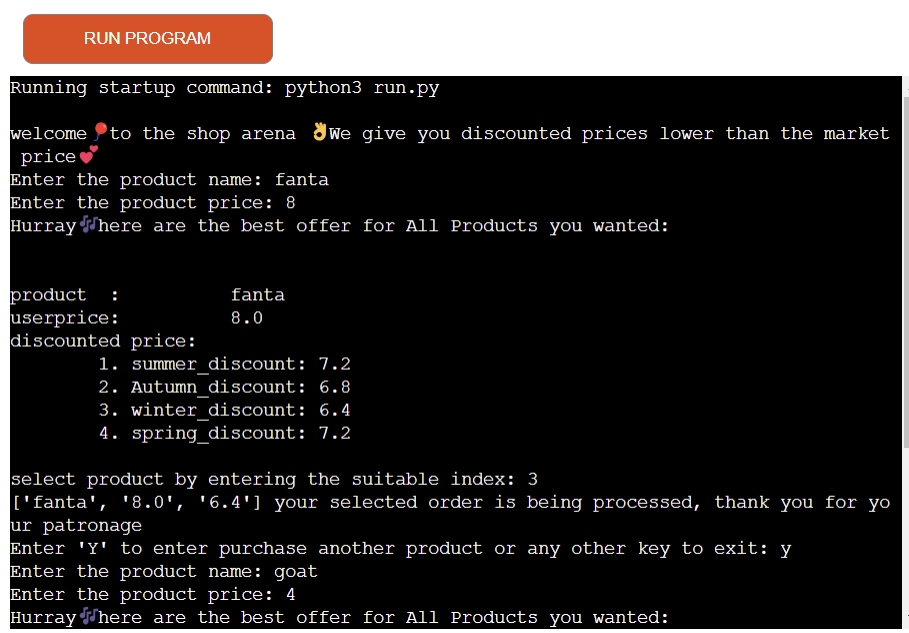 RUN PROGRAM
Running startup command: python3 run.py
welcome🎈to the shop arena 👌We give you discounted prices lower than the market
price💕
Enter the product name: fanta
Enter the product price: 8
Hurray🎶here are the best offer for All Products you wanted:
product  :          fanta
userprice:          8.0
discounted price:
1. summer_discount: 7.2
2. Autumn_discount: 6.8
3. winter_discount: 6.4
4. spring_discount: 7.2
select product by entering the suitable index: 3
['fanta', '8.0', '6.4'] your selected order is being processed, thank you for yo
ur patronage
Enter 'Y' to enter purchase another product or any other key to exit: y
Enter the product name: goat
Enter the product price: 4
Hurray🎶here are the best offer for All Products you wanted: